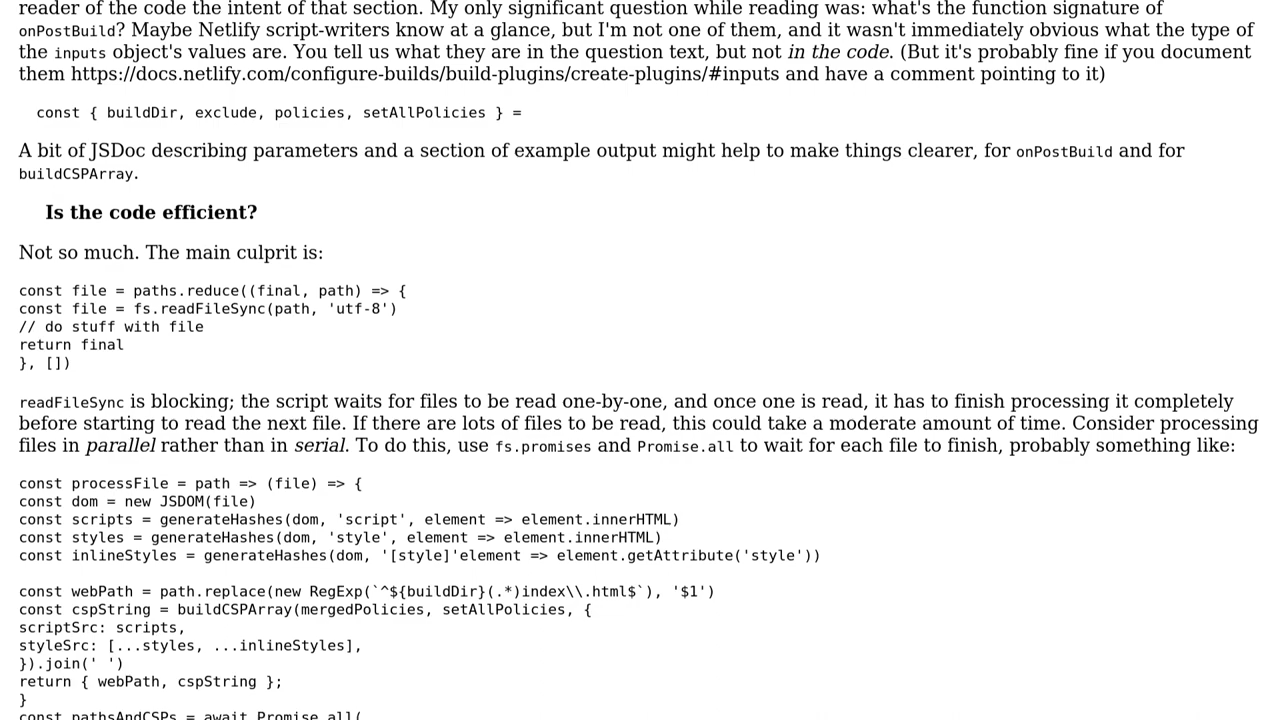 reader of the code the intent of that section. My only significant question while reading was: what's the function signature of
onPostBuild? Maybe Netlify script-writers know at a glance, but I'm not one of them, and it wasn't immediately obvious what the type of
the inputs object's values are. You tell us what they are in the question text, but not in the code. (But it's probably fine if you document
them https://docs.netlify.com/configure-builds/build-plugins/create-plugins/#inputs and have a comment pointing to it)
const { buildDir, exclude, policies, setAllPolicies } =
A bit of JSDoc describing parameters and a section of example output might help to make things clearer, for onPostBuild and for
buildCSPArray.
Is the code efficient?
Not so much. The main culprit is:
const file = paths.reduce((final, path) => {
const file = fs.readFileSync(path, 'utf-8')
// do stuff with file
return final
}, [])
readFileSync is blocking; the script waits for files to be read one-by-one, and once one is read, it has to finish processing it completely
before starting to read the next file. If there are lots of files to be read, this could take a moderate amount of time. Consider processing
files in parallel rather than in serial. To do this, use fs.promises and Promise.all to wait for each file to finish, probably something like:
const processFile = path => (file) => {
const dom = new JSDOM(file)
const scripts = generateHashes(dom, 'script', element => element.innerHTML)
const styles = generateHashes(dom, 'style', element => element.innerHTML)
const inlineStyles = generateHashes(dom, '[style]'element => element.getAttribute('style'))
const webPath = path.replace(new RegExp(`^${buildDir}(.*)index\\.html$`), '$1')
const cspString = buildCSPArray(mergedPolicies, setAllPolicies, {
scriptSrc: scripts,
styleSrc: [...styles, ...inlineStyles],
}).join(' ')
return { webPath, cspString };
}
const pathsAndCSPs = await Promise.all(